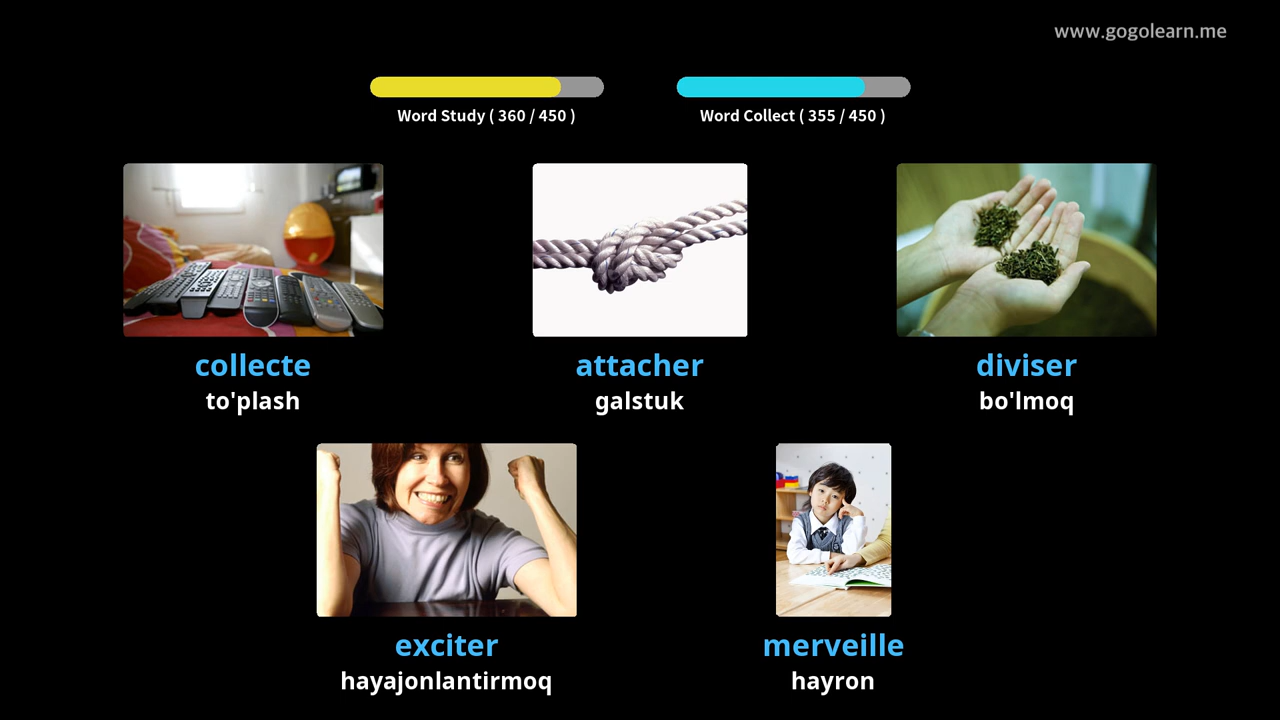 www.gogolearn.me
Word Study ( 360 / 450 )
Word Collect ( 355 / 450 )
collecte
to'plash
attacher
galstuk
diviser
bo'lmoq
exciter
hayajonlantirmoq
merveille
hayron